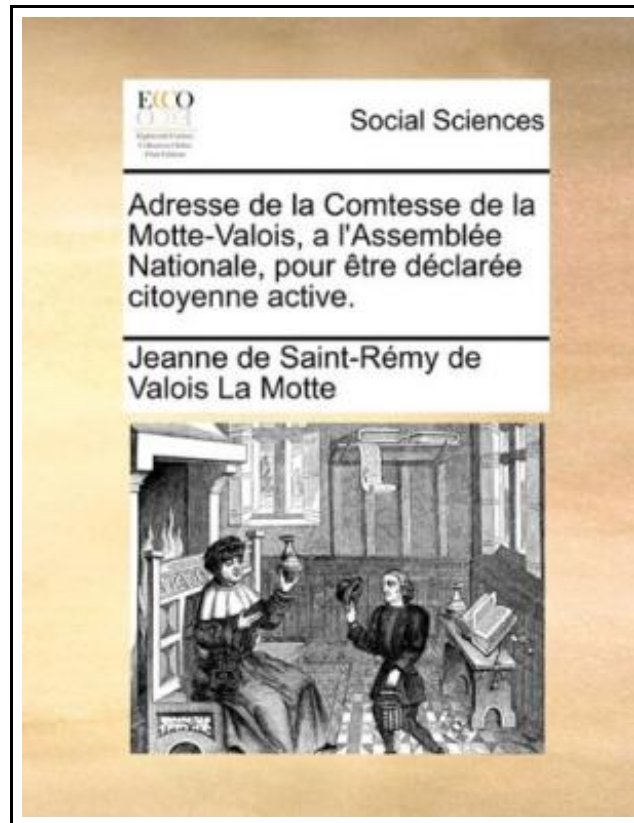 ECCO
Social Sciences
Adresse de la Comtesse de la
Motte-Valois, a l'Assemblée
Nationale, pour être déclarée
citoyenne active.
Jeanne de Saint-Rémy de
Valois La Motte